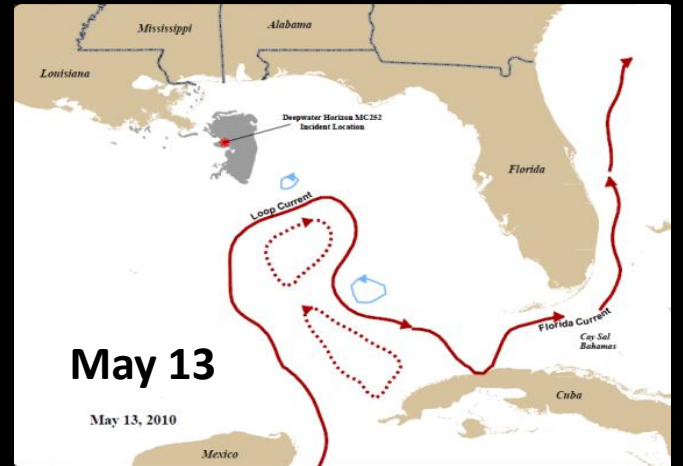 Mississippi
Alabama
Louisiana
Deepwater Horizon MC252
Incident Location
Florida
Loop Current
Florida Current
Cay Sal
Bahamas
May 13
May 13, 2010
Cuba
Mexico